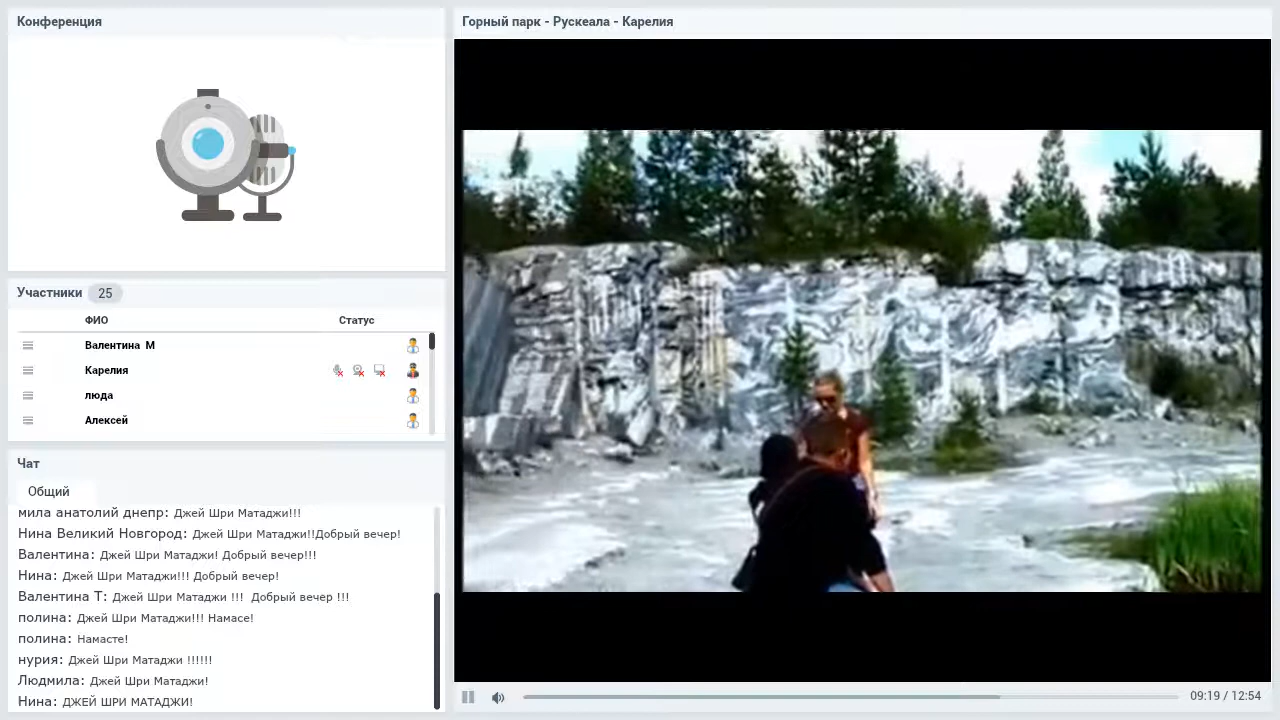 Конференция
Горный парк - Рускеала - Карелия
Участники 25
ФИО Статус
Валентина М
Карелия
люда
Алексей
Чат
Общий
мила анатолий днепр: Джей Шри Матаджи!!!
Нина Великий Новгород: Джей Шри Матаджи!!Добрый вечер!
Валентина: Джей Шри Матаджи! Добрый вечер!!!
Нина: Джей Шри Матаджи!!! Добрый вечер!
Валентина Т: Джей Шри Матаджи !!! Добрый вечер !!!
полина: Джей Шри Матаджи!!! Намасе!
полина: Намасте!
нурия: Джей Шри Матаджи !!!!!!
Людмила: Джей Шри Матаджи!
Нина: ДЖЕЙ ШРИ МАТАДЖИ!
09:19 / 12:54